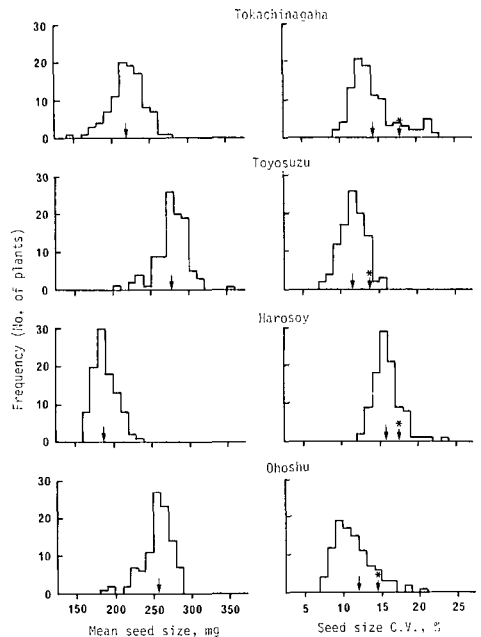 Tokachinagaha
30
20
10
0
*
Toyosuzu
30
20
10
0
*
Frequency (No. of plants)
Harosoy
30
20
10
0
*
Ohoshu
30
20
10
0
*
150 200 250 300 350
5 10 15 20 25
Mean seed size, mg
Seed size C.V., %